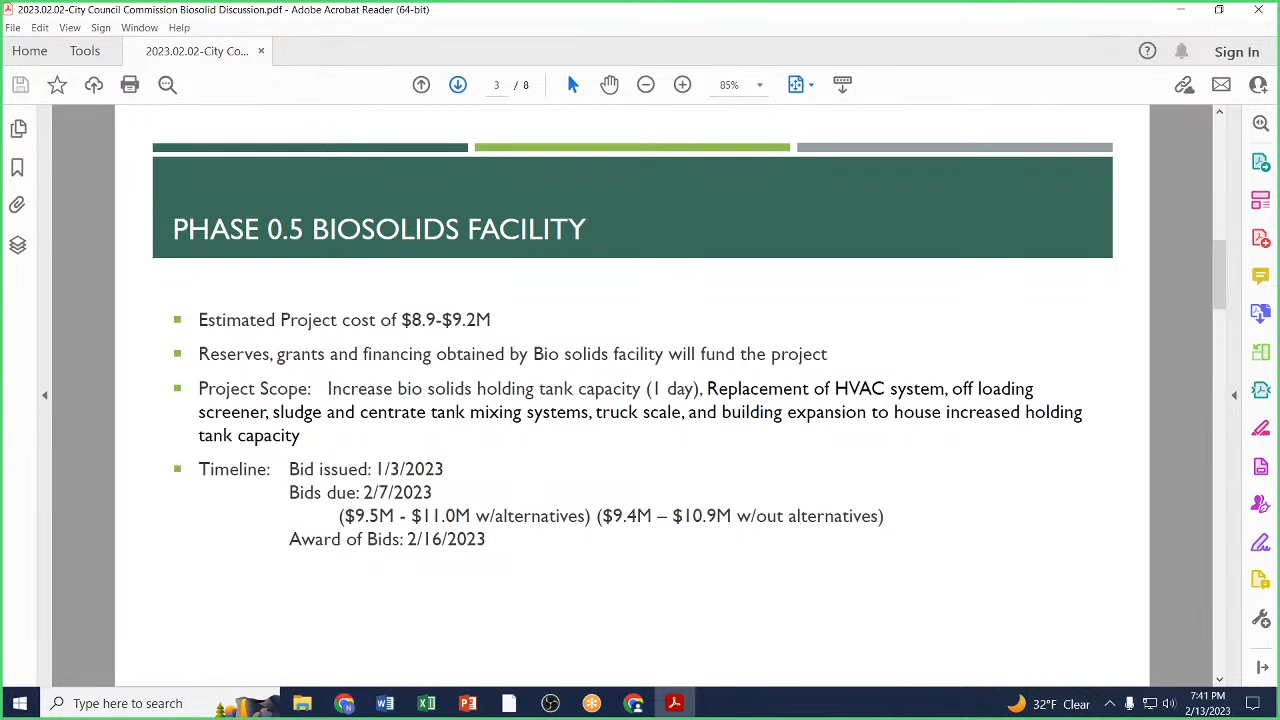 2023.02.02-City Council Commission Biosolid Discussion.pdf - Adobe Acrobat Reader (64-bit)
File Edit View Sign Window Help
Home Tools 2023.02.02-City Co... × Sign In
3 / 8 85%
PHASE 0.5 BIOSOLIDS FACILITY
Estimated Project cost of $8.9-$9.2M
Reserves, grants and financing obtained by Bio solids facility will fund the project
Project Scope: Increase bio solids holding tank capacity (1 day), Replacement of HVAC system, off loading
screener, sludge and centrate tank mixing systems, truck scale, and building expansion to house increased holding
tank capacity
Timeline: Bid issued: 1/3/2023
Bids due: 2/7/2023
($9.5M - $11.0M w/alternatives) ($9.4M – $10.9M w/out alternatives)
Award of Bids: 2/16/2023
Type here to search
32°F Clear
7:41 PM
2/13/2023